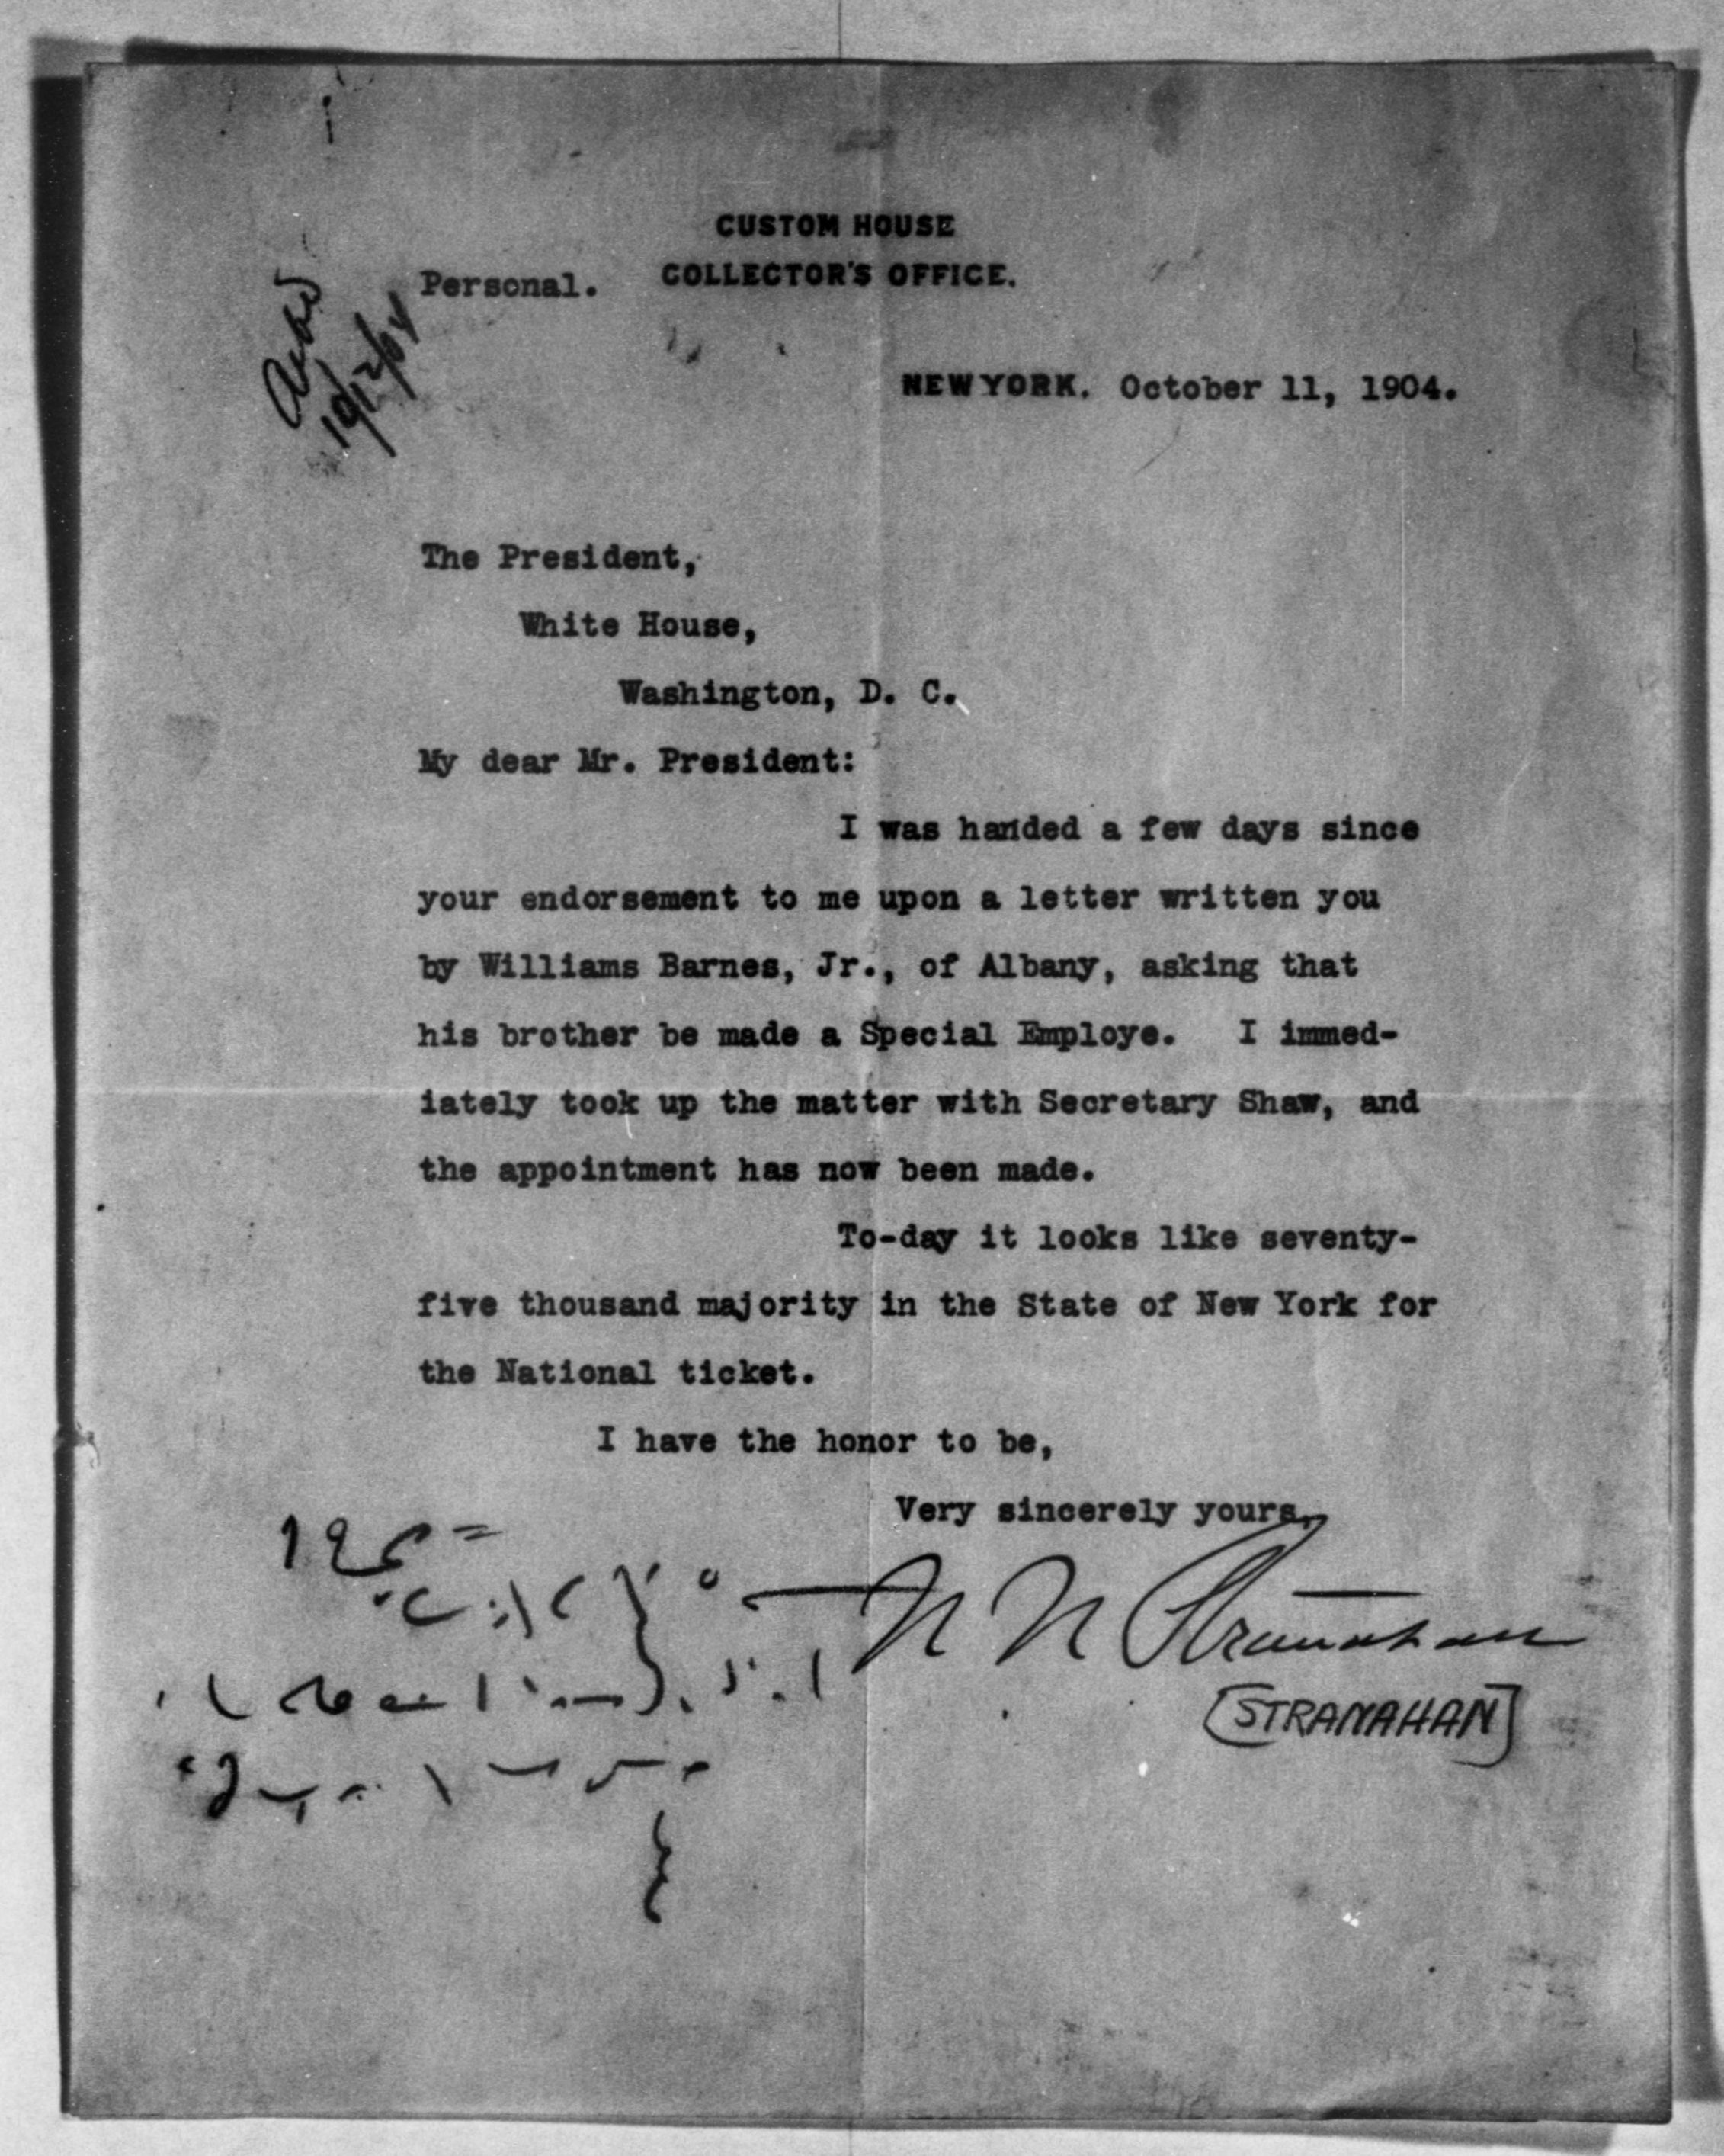 CUSTOM HOUSE
Personal. COLLECTOR'S OFFICE.
10/12/04
NEW YORK. October 11, 1904.
The President,
White House,
Washington, D. C.
My dear Mr. President:
I was handed a few days since
your endorsement to me upon a letter written you
by Williams Barnes, Jr., of Albany, asking that
his brother be made a Special Employe. I immed-
iately took up the matter with Secretary Shaw, and
the appointment has now been made.
To-day it looks like seventy-
five thousand majority in the State of New York for
the National ticket.
I have the honor to be,
Very sincerely yours,
N N Stranahan
[STRANAHAN]